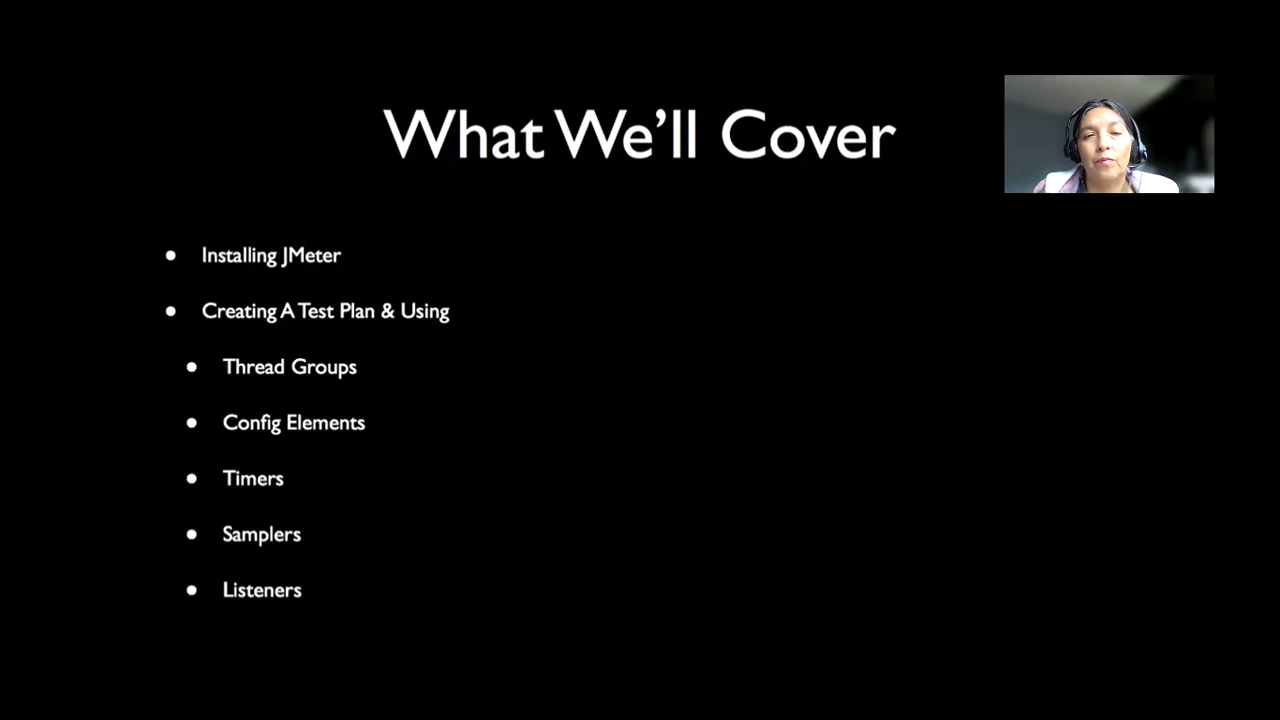 What We'll Cover
Installing JMeter
Creating A Test Plan & Using
Thread Groups
Config Elements
Timers
Samplers
Listeners